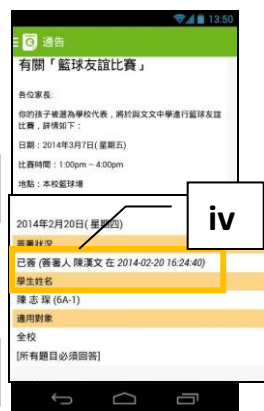 13:50
通告
有關「籃球友誼比賽」
各位家長:
你的孩子被選為學校代表，將於與文文中學進行籃球友誼
比賽，詳情如下：
日期：2014年3月7日( 星期五)
比賽時間：1:00pm – 4:00pm
地點：本校籃球場
iv
2014年2月20日( 星期四)
簽署狀況
已簽 (簽署人 陳漢文 在 2014-02-20 16:24:40)
學生姓名
陳 志 琛 (6A-1)
適用對象
全校
[所有題目必須回答]